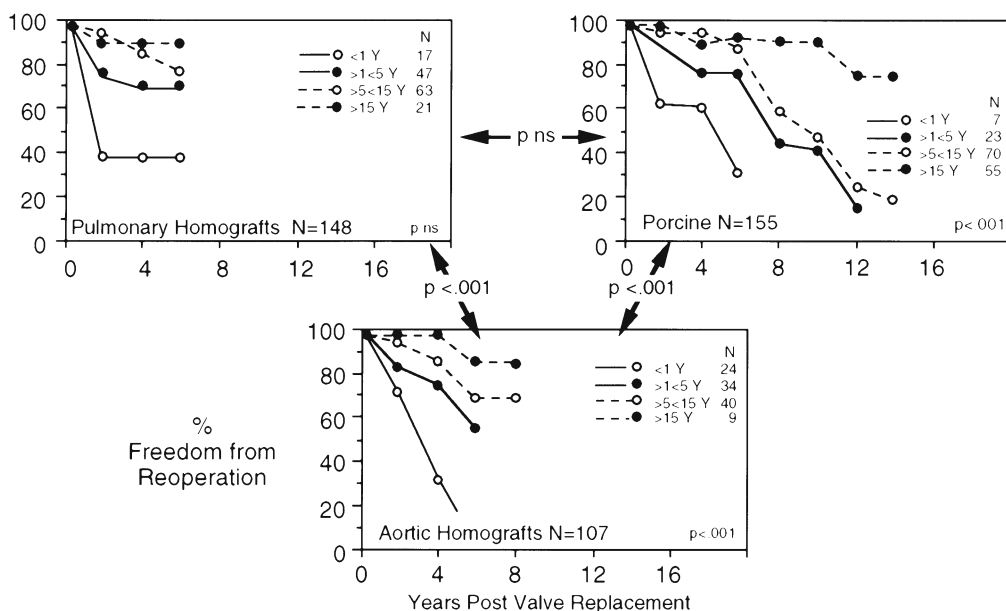 100
80
60
40
20
0
0 4 8 12 16
N
<1 Y 17
>1<5 Y 47
>5<15 Y 63
>15 Y 21
Pulmonary Homografts N=148
p ns
p ns
100
80
60
40
20
0
0 4 8 12 16
N
<1 Y 7
>1<5 Y 23
>5<15 Y 70
>15 Y 55
Porcine N=155
p<001
p <.001
p <.001
%
Freedom from
Reoperation
100
80
60
40
20
0
0 4 8 12 16
N
<1 Y 24
>1<5 Y 34
>5<15 Y 40
>15 Y 9
Aortic Homografts N=107
p<.001
Years Post Valve Replacement